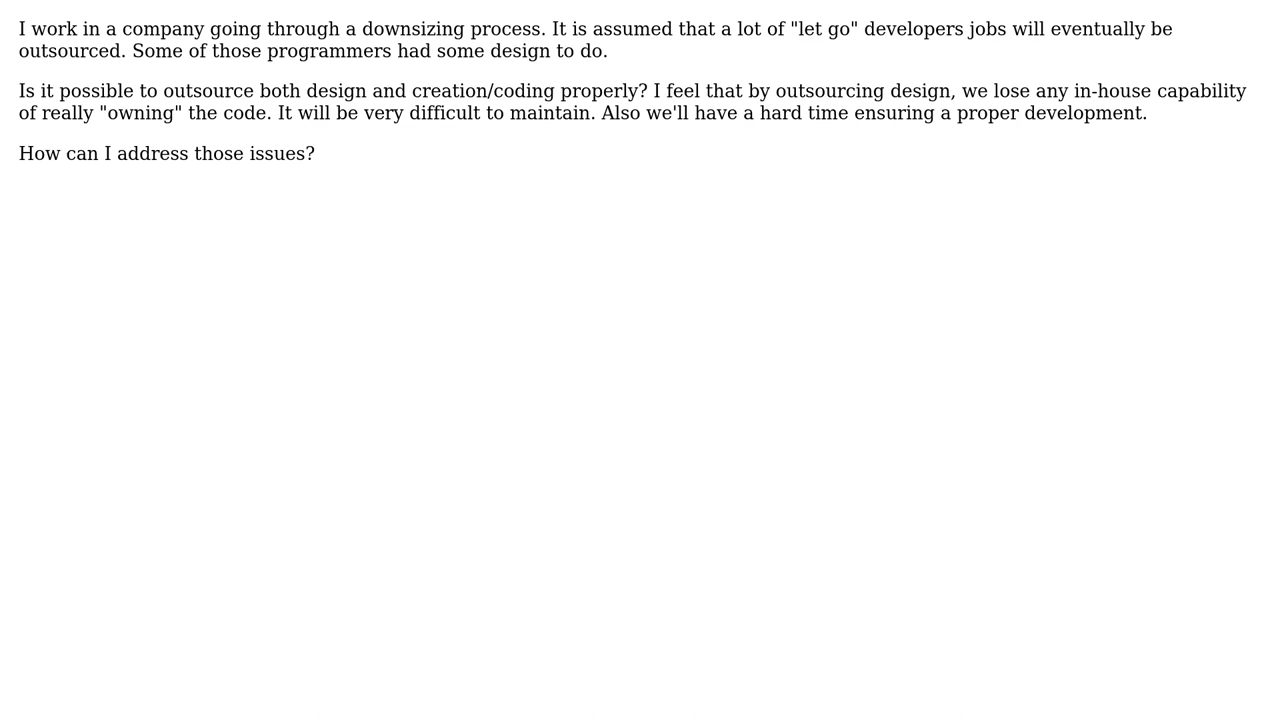 I work in a company going through a downsizing process. It is assumed that a lot of "let go" developers jobs will eventually be
outsourced. Some of those programmers had some design to do.
Is it possible to outsource both design and creation/coding properly? I feel that by outsourcing design, we lose any in-house capability
of really "owning" the code. It will be very difficult to maintain. Also we'll have a hard time ensuring a proper development.
How can I address those issues?